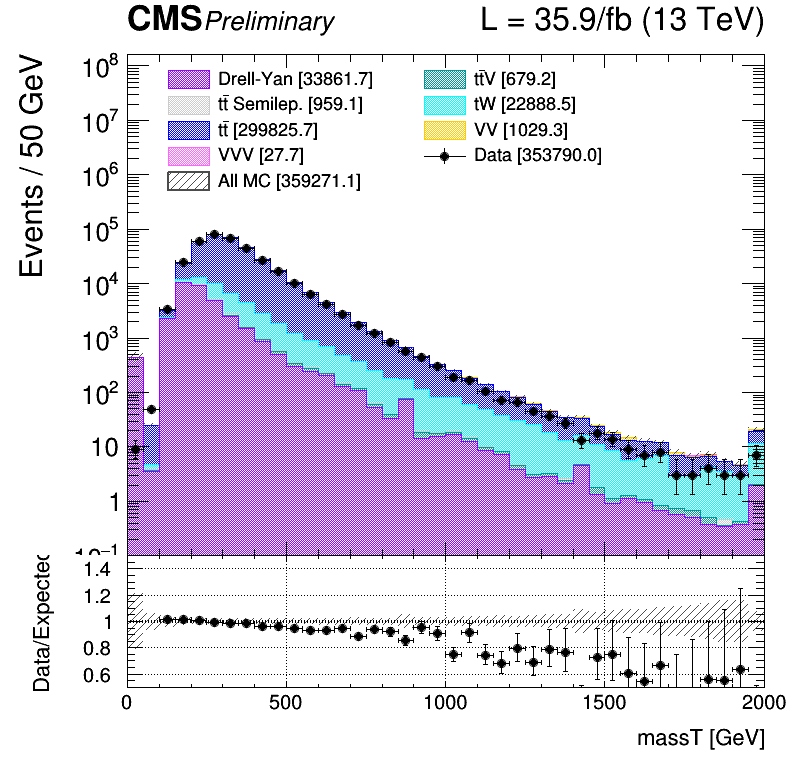 CMS Preliminary L = 35.9/fb (13 TeV)
Events / 50 GeV
10⁸
10⁷
10⁶
10⁵
10⁴
10³
10²
10
1
10⁻¹
Drell-Yan [33861.7]
tt̄ Semilep. [959.1]
tt̄ [299825.7]
VVV [27.7]
All MC [359271.1]
tt̄V [679.2]
tW [22888.5]
VV [1029.3]
Data [353790.0]
Data/Expected
1.4
1.2
1
0.8
0.6
0 500 1000 1500 2000
massT [GeV]